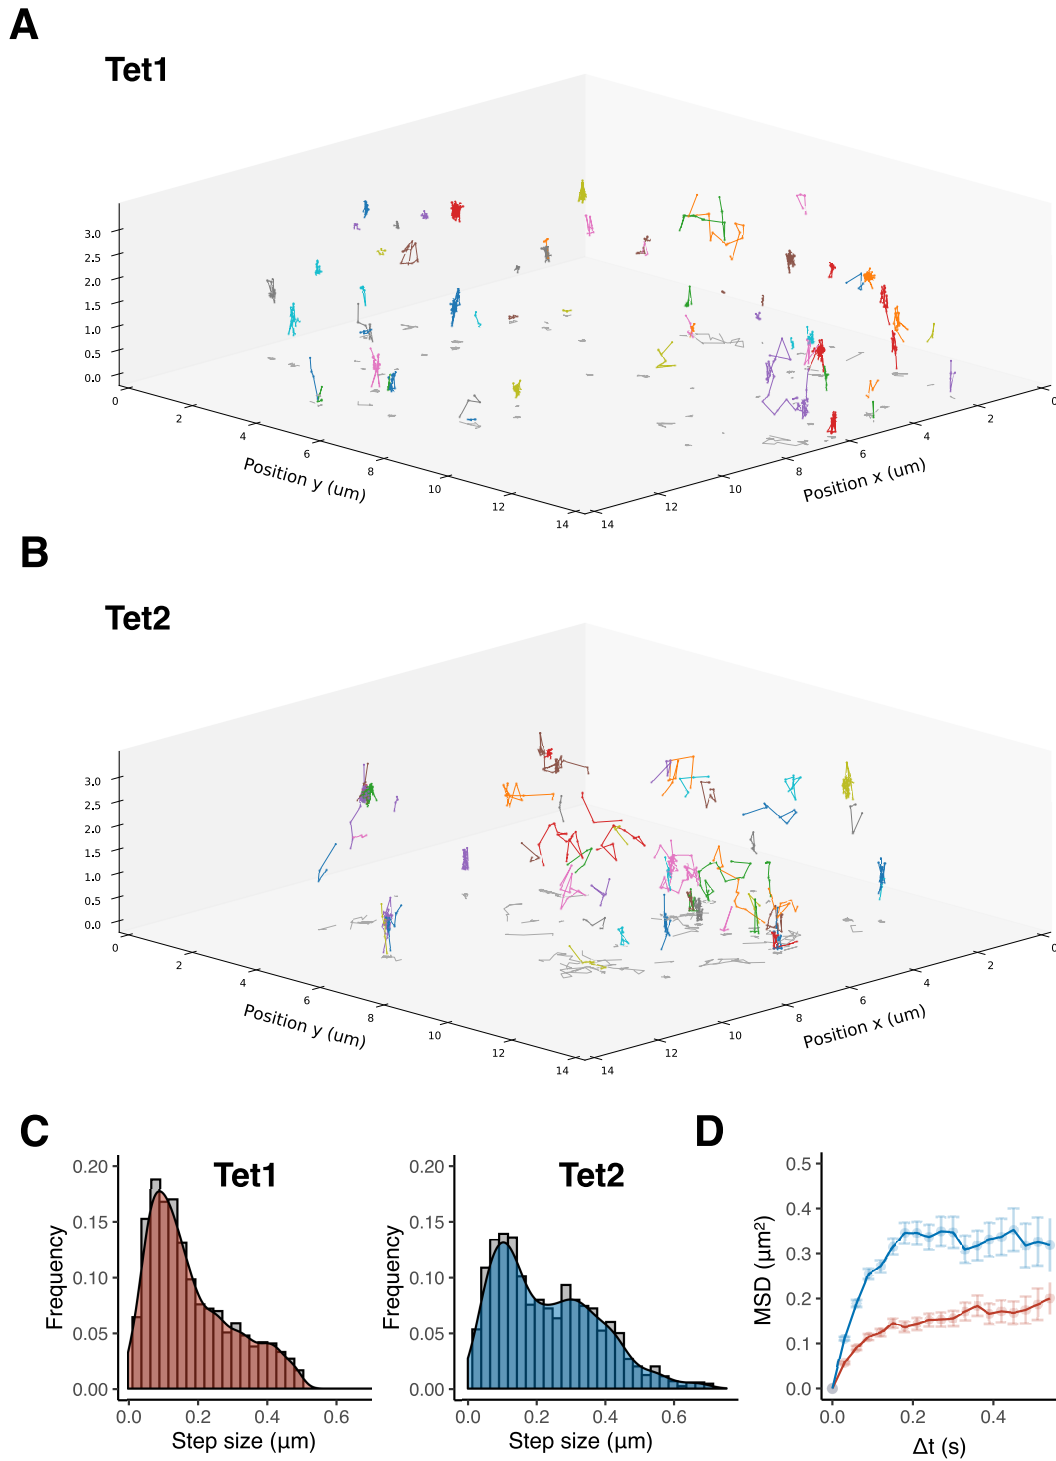 A
Tet1
3.0
2.5
2.0
1.5
1.0
0.5
0.0
0
2
4
6
8
10
12
14
Position y (um)
14
12
10
8
6
4
2
0
Position x (um)
B
Tet2
3.0
2.5
2.0
1.5
1.0
0.5
0.0
0
2
4
6
8
10
12
14
Position y (um)
14
12
10
8
6
4
2
0
Position x (um)
C
Tet1
Frequency
0.20
0.15
0.10
0.05
0.00
0.0 0.2 0.4 0.6
Step size (μm)
Tet2
Frequency
0.20
0.15
0.10
0.05
0.00
0.0 0.2 0.4 0.6
Step size (μm)
D
MSD (μm²)
0.5
0.4
0.3
0.2
0.1
0.0
0.0 0.2 0.4
Δt (s)